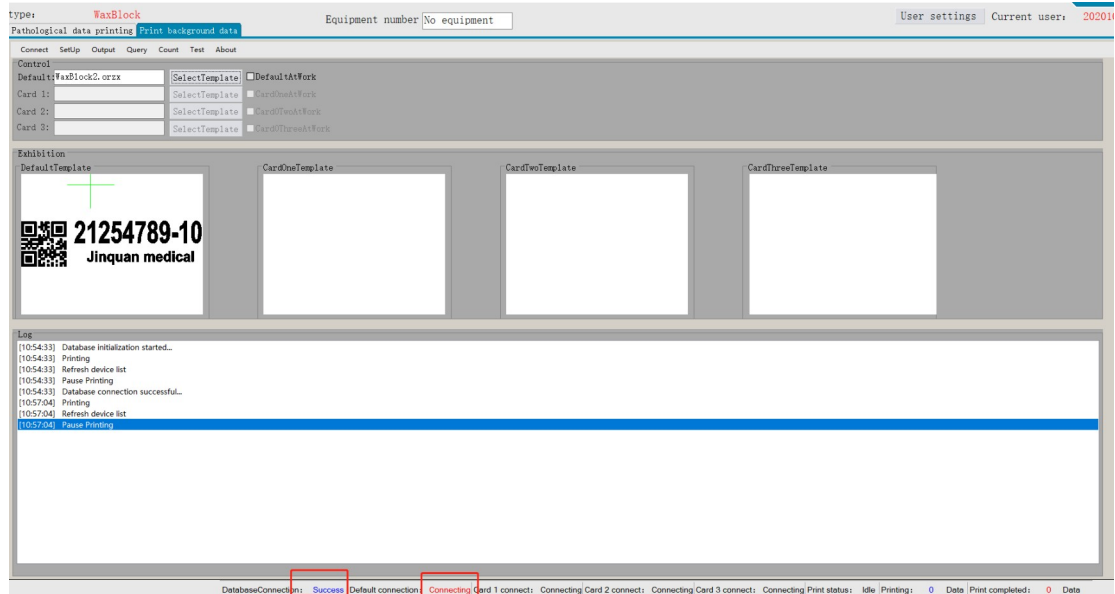 type: WaxBlock Equipment number No equipment User settings Current user: 202010
Pathological data printing Print background data
Connect SetUp Output Query Count Test About
Control
Default: WaxBlock2.orzx SelectTemplate DefaultAtWork
Card 1: SelectTemplate CardOneAtWork
Card 2: SelectTemplate CardOTwoAtWork
Card 3: SelectTemplate CardOThreeAtWork
Exhibition
DefaultTemplate CardOneTemplate CardTwoTemplate CardThreeTemplate
21254789-10
Jinquan medical
Log
[10:54:33] Database initialization started...
[10:54:33] Printing
[10:54:33] Refresh device list
[10:54:33] Pause Printing
[10:54:33] Database connection successful...
[10:57:04] Printing
[10:57:04] Refresh device list
[10:57:04] Pause Printing
DatabaseConnection: Success Default connection: Connecting Card 1 connect: Connecting Card 2 connect: Connecting Card 3 connect: Connecting Print status: Idle Printing: 0 Data Print completed: 0 Data